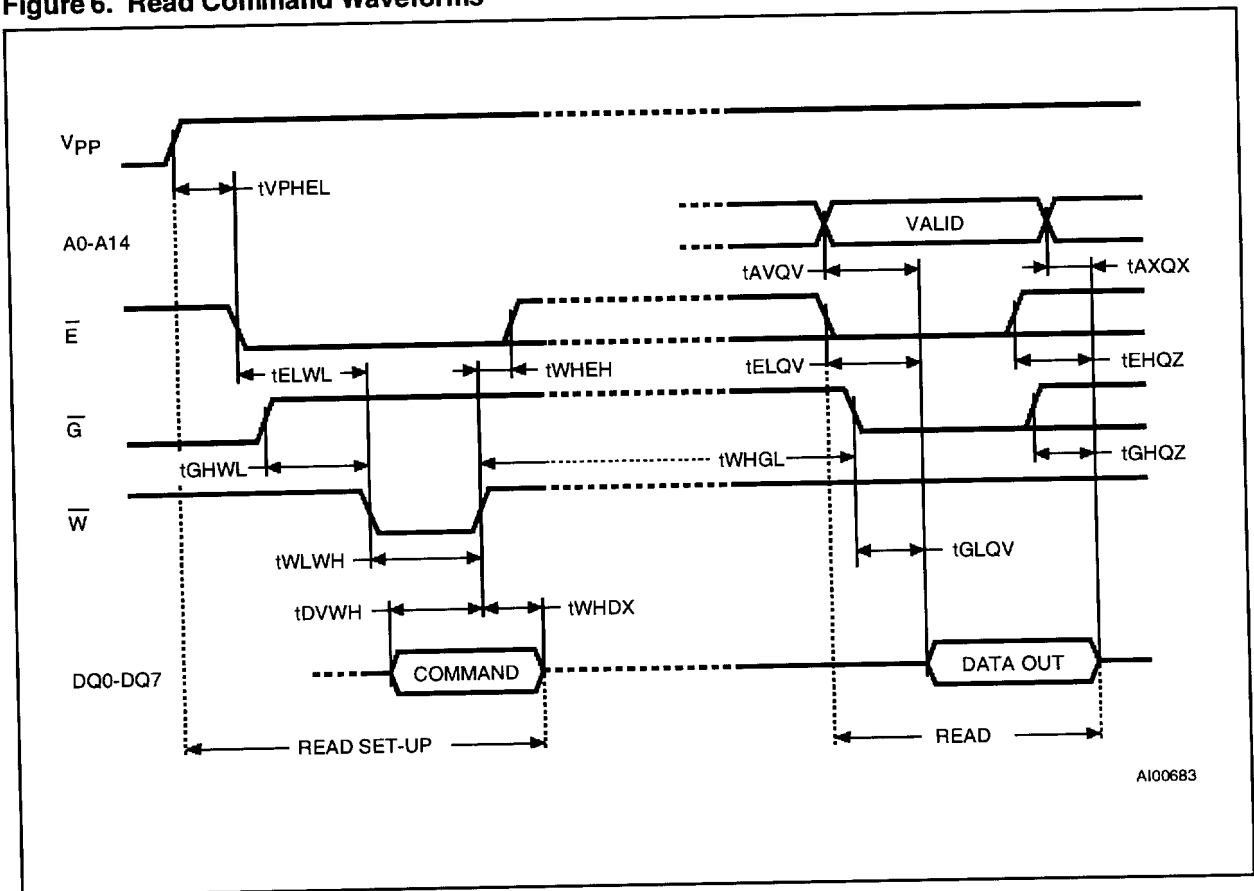 Figure 6. Read Command Waveforms
VPP
tVPHEL
A0-A14
VALID
tAVQV
tAXQX
E
tELWL
tWHEH
tELQV
tEHQZ
G
tGHWL
tWHGL
tGHQZ
W
tWLWH
tGLQV
tDVWH
tWHDX
DQ0-DQ7
COMMAND
DATA OUT
READ SET-UP
READ
AI00683